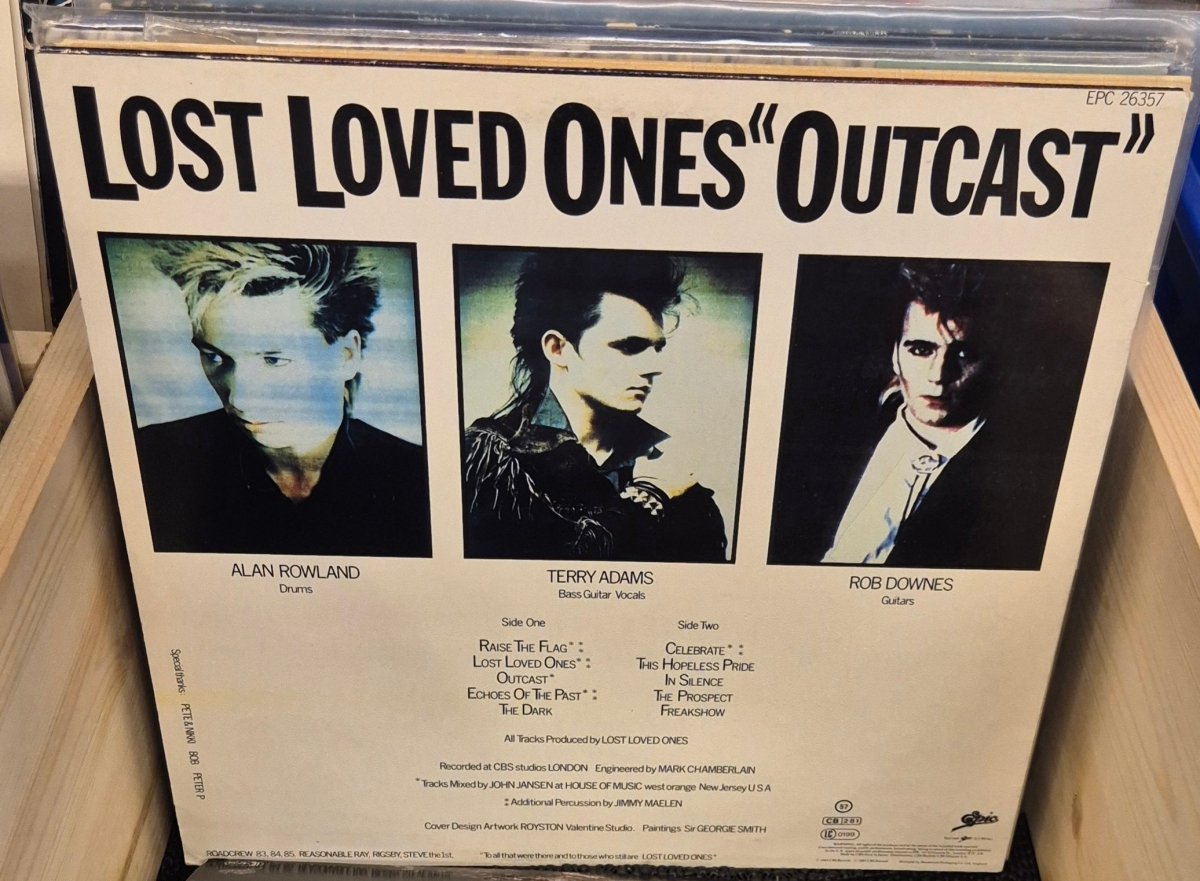 EPC 26357
LOST LOVED ONES "OUTCAST"
ALAN ROWLAND
Drums
TERRY ADAMS
Bass Guitar Vocals
ROB DOWNES
Guitars
Side One
RAISE THE FLAG * ⁑
LOST LOVED ONES * ⁑
OUTCAST *
ECHOES OF THE PAST * ⁑
THE DARK
Side Two
CELEBRATE * ⁑
THIS HOPELESS PRIDE
IN SILENCE
THE PROSPECT
FREAKSHOW
All Tracks Produced by LOST LOVED ONES
Recorded at CBS studios LONDON Engineered by MARK CHAMBERLAIN
* Tracks Mixed by JOHN JANSEN at HOUSE OF MUSIC west orange New Jersey U S A
⁑ Additional Percussion by JIMMY MAELEN
Cover Design Artwork ROYSTON Valentine Studio. Paintings Sir GEORGIE SMITH
Special thanks: PETE & NIKKI BOB PETER P
ROADCREW 83, 84, 85. REASONABLE RAY, RIGSBY, STEVE the 1st.
"To all that were there and to those who still are LOST LOVED ONES"
57
CB 281
LC 0199
Epic